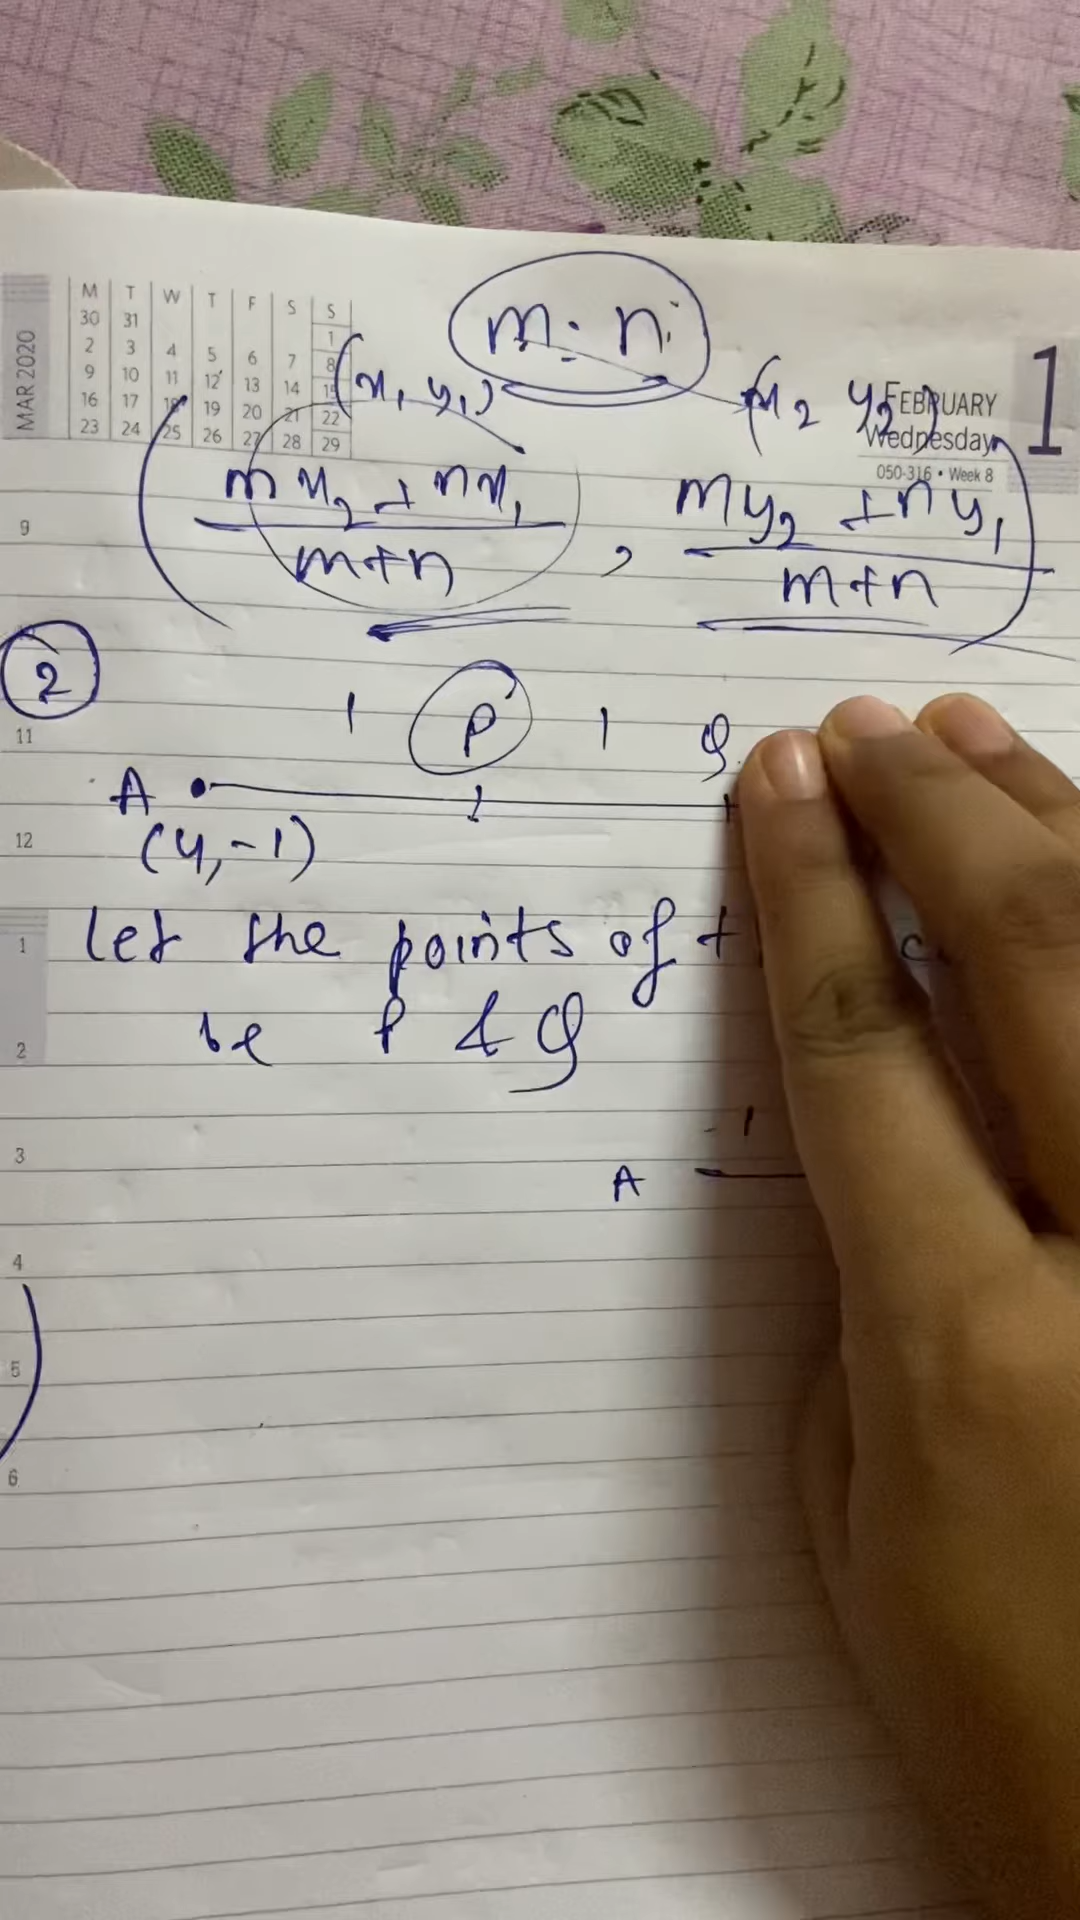 MAR 2020
M T W T F S S
30 31 1
2 3 4 5 6 7 8
9 10 11 12 13 14 15
16 17 18 19 20 21 22
23 24 25 26 27 28 29
m : n
(x₁ y₁) (x₂ y₂)
FEBRUARY 1
Wednesday
050-316 • Week 8
mx₂ + nx₁ , my₂ + ny₁
m+n m+n
9
2
1 P 1 Q
11
A
12 (4, -1)
1 Let the points of
2 be P & Q
1
3
A
4
5
6